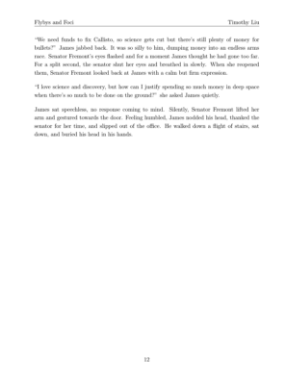 Flybys and Foci Timothy Liu
"We need funds to fix Callisto, so science gets cut but there's still plenty of money for
bullets?" James jabbed back. It was so silly to him, dumping money into an endless arms
race. Senator Fremont's eyes flashed and for a moment James thought he had gone too far.
For a split second, the senator shut her eyes and breathed in slowly. When she reopened
them, Senator Fremont looked back at James with a calm but firm expression.
"I love science and discovery, but how can I justify spending so much money in deep space
when there's so much to be done on the ground?" she asked James quietly.
James sat speechless, no response coming to mind. Silently, Senator Fremont lifted her
arm and gestured towards the door. Feeling humbled, James nodded his head, thanked the
senator for her time, and slipped out of the office. He walked down a flight of stairs, sat
down, and buried his head in his hands.
12